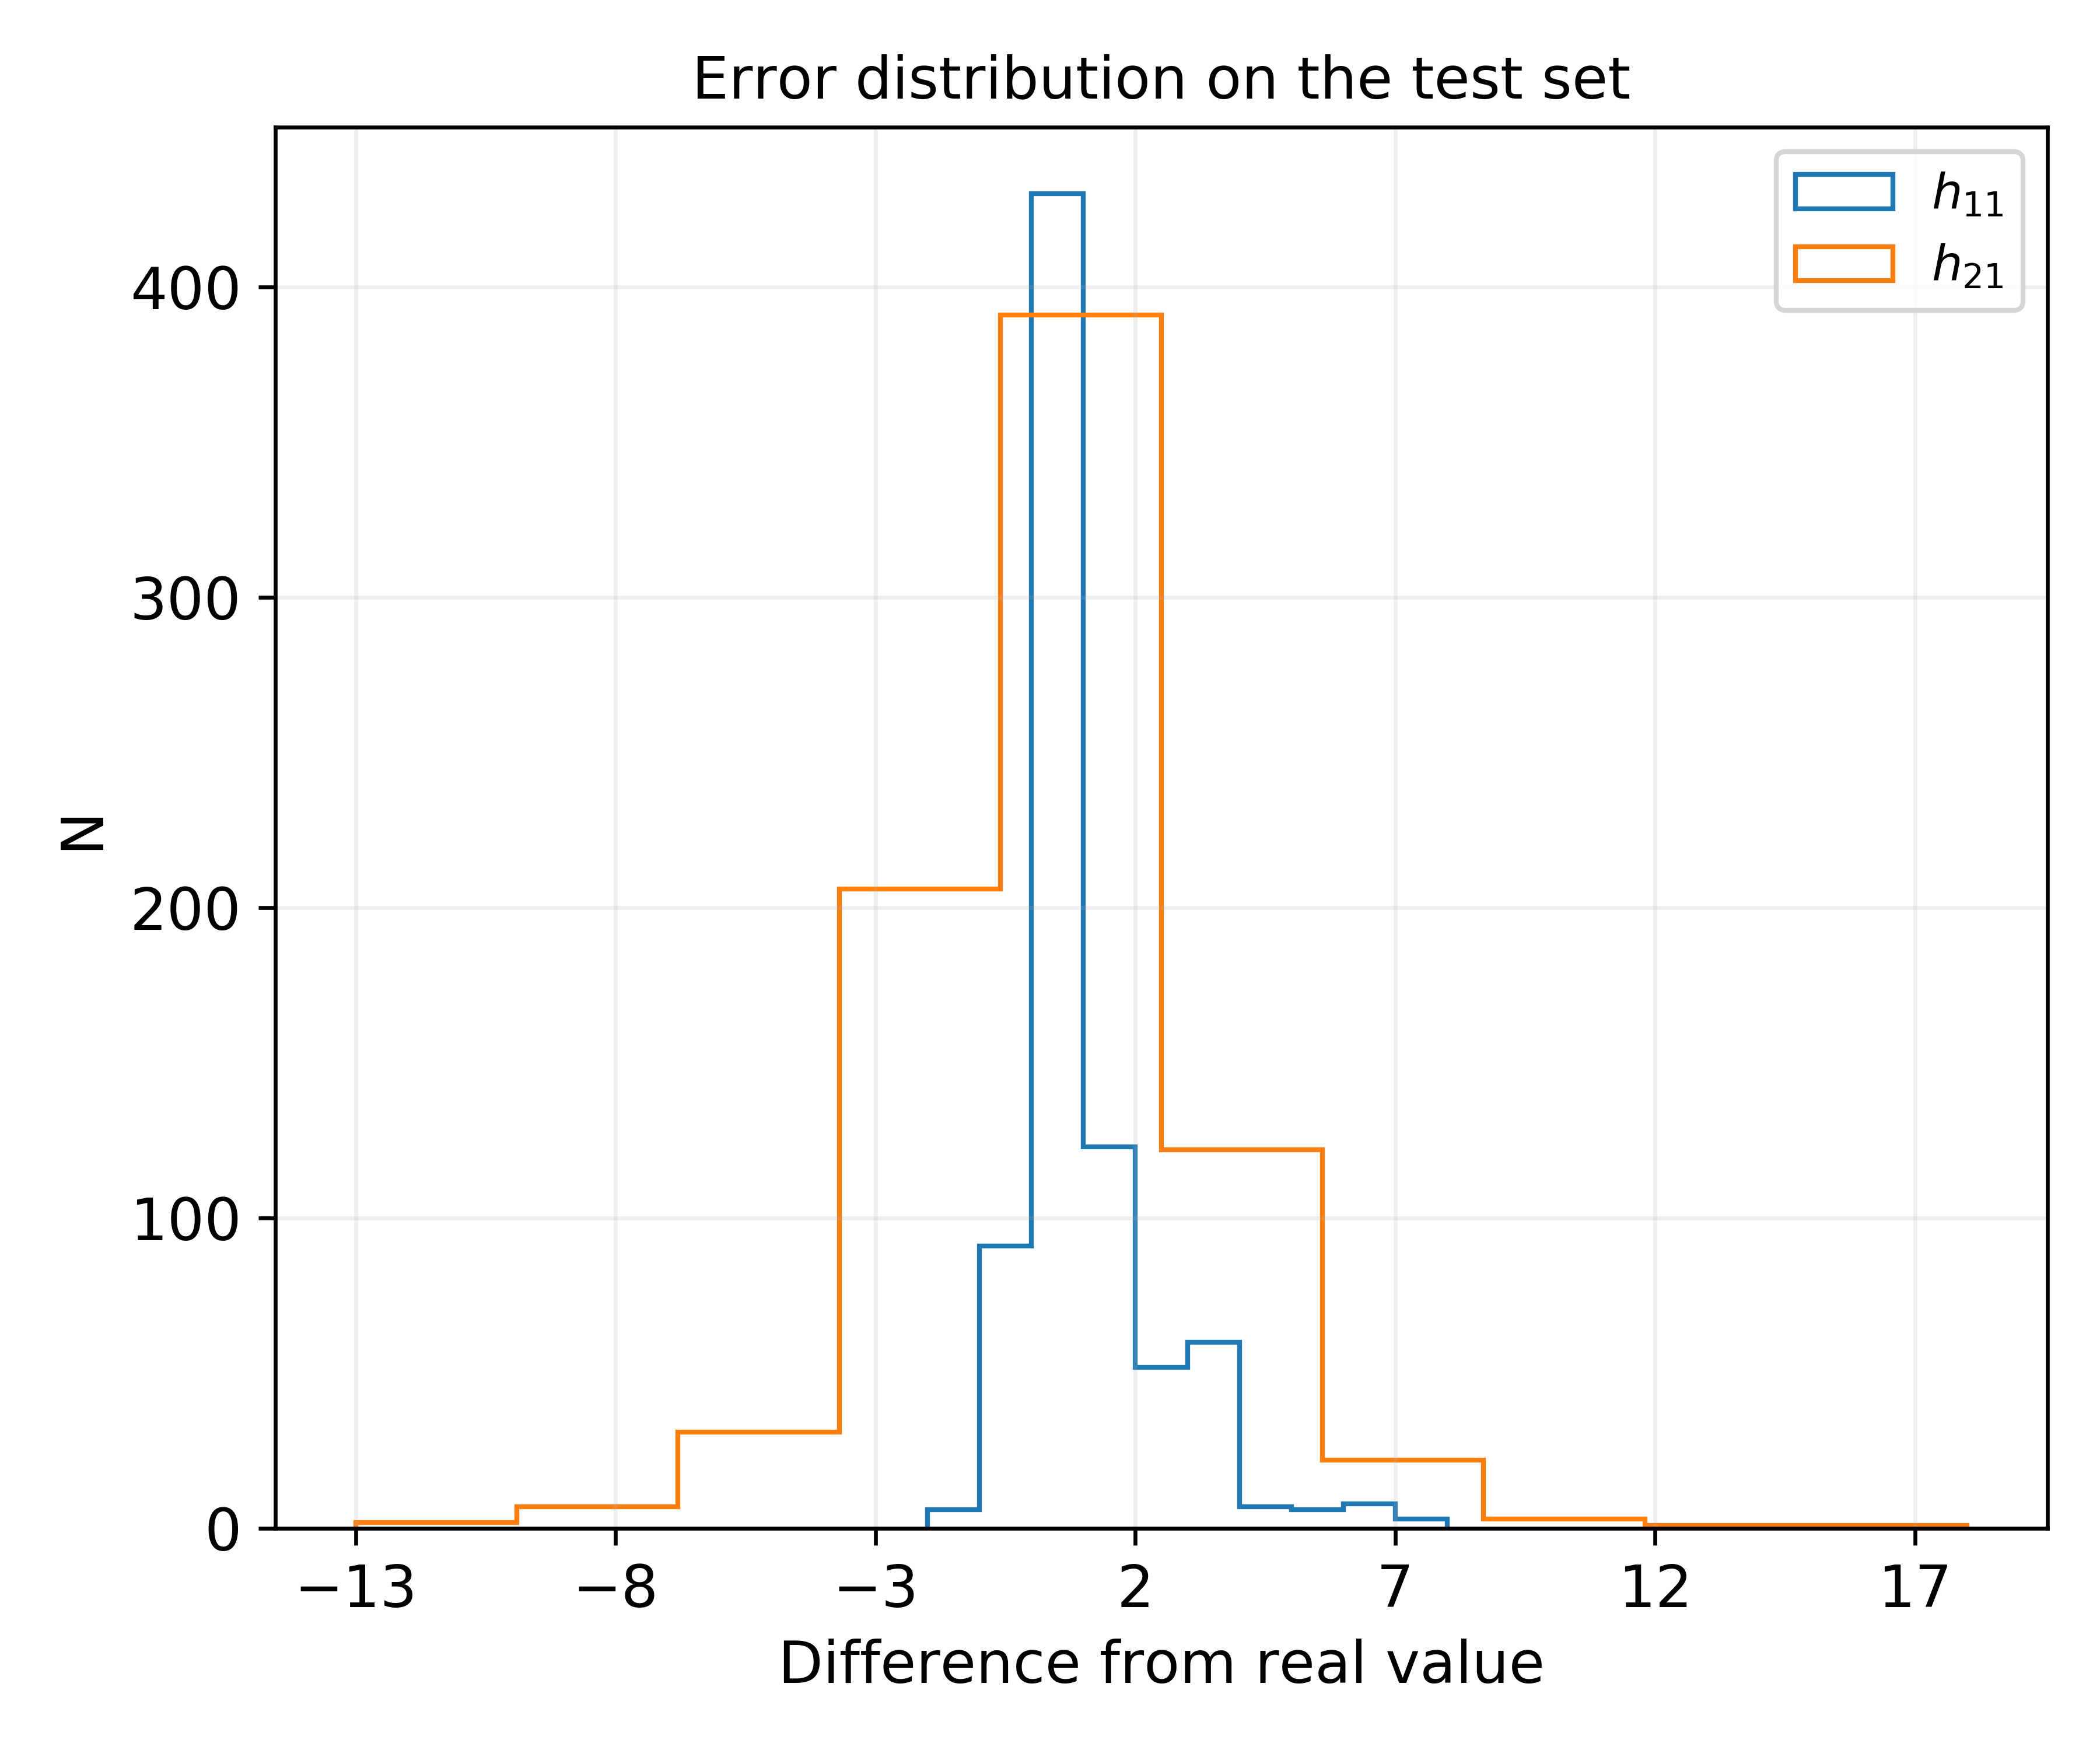 Error distribution on the test set
h11
h21
400
300
200
100
0
N
−13 −8 −3 2 7 12 17
Difference from real value